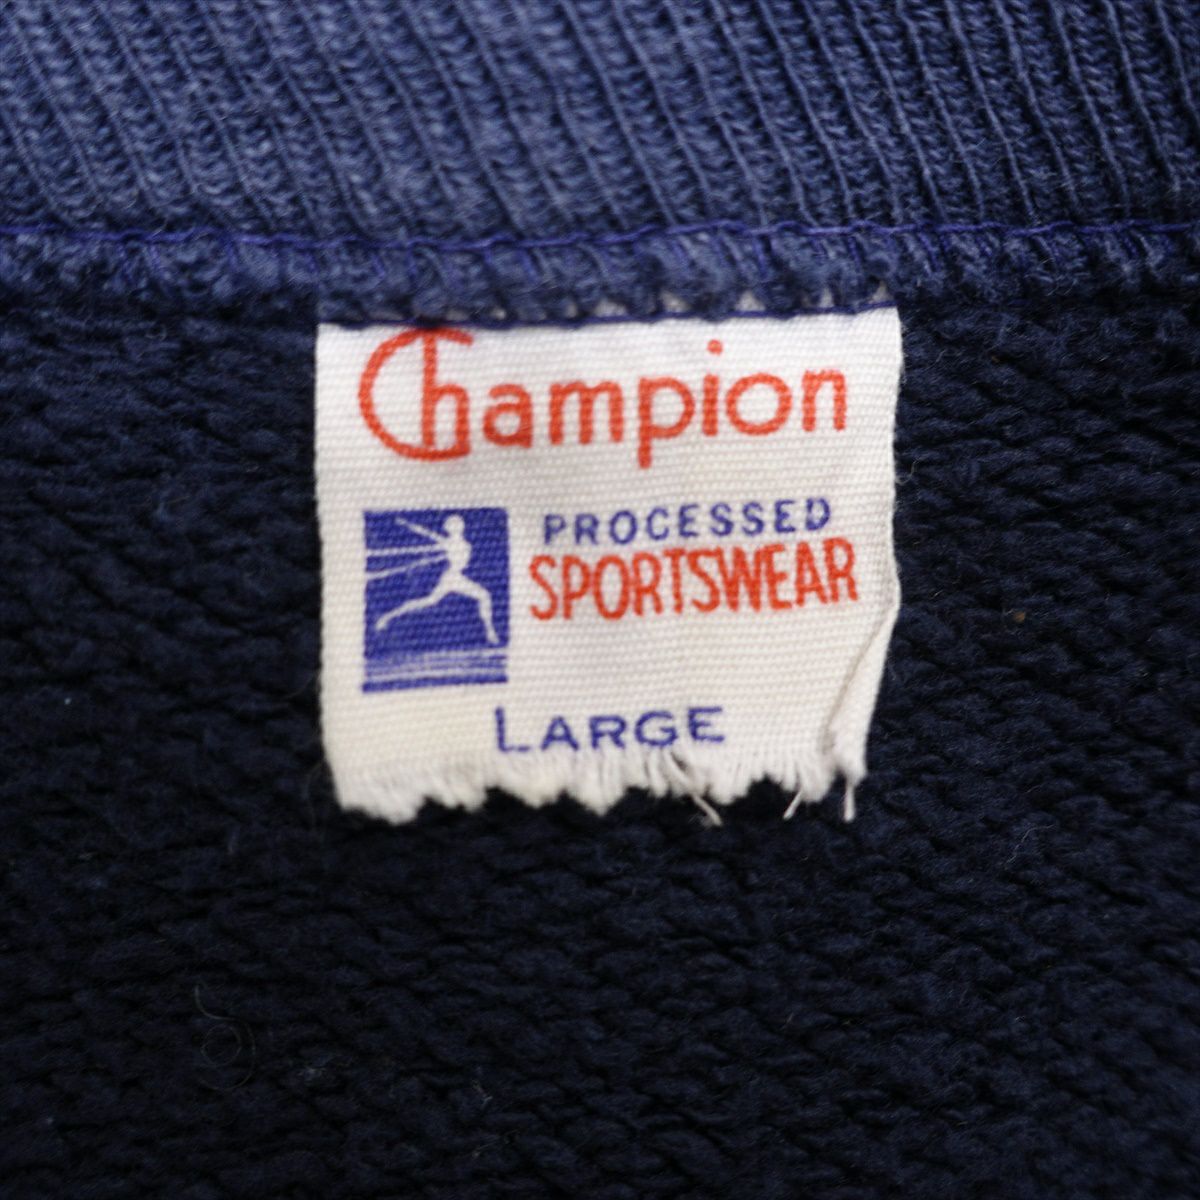 Champion
PROCESSED
SPORTSWEAR
LARGE